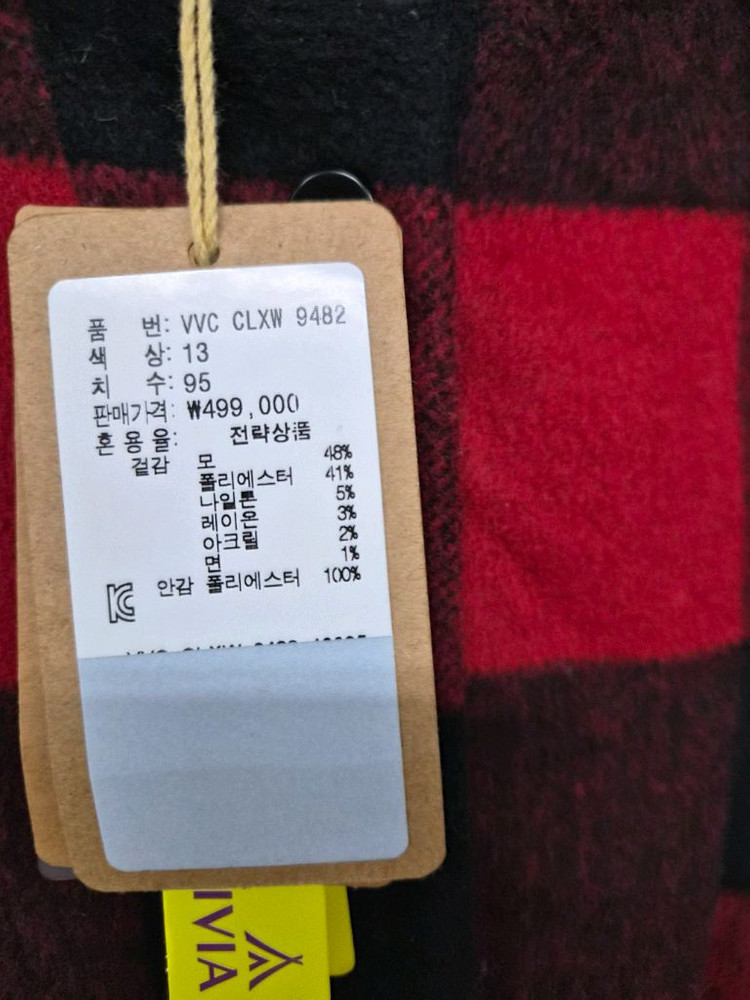 품 번: VVC CLXW 9482
색 상: 13
치 수: 95
판매가격: ₩499,000
혼 용 율: 전략상품
겉감 모 48%
폴리에스터 41%
나일론 5%
레이온 3%
아크릴 2%
면 1%
안감 폴리에스터 100%
VIA